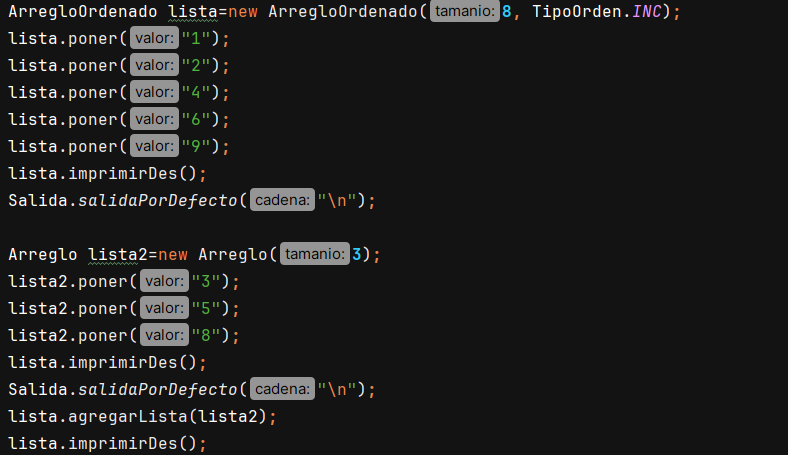 ArregloOrdenado lista=new ArregloOrdenado( tamanio: 8, TipoOrden.INC);
lista.poner( valor: "1");
lista.poner( valor: "2");
lista.poner( valor: "4");
lista.poner( valor: "6");
lista.poner( valor: "9");
lista.imprimirDes();
Salida.salidaPorDefecto( cadena: "\n");
Arreglo lista2=new Arreglo( tamanio: 3);
lista2.poner( valor: "3");
lista2.poner( valor: "5");
lista2.poner( valor: "8");
lista.imprimirDes();
Salida.salidaPorDefecto( cadena: "\n");
lista.agregarLista(lista2);
lista.imprimirDes();